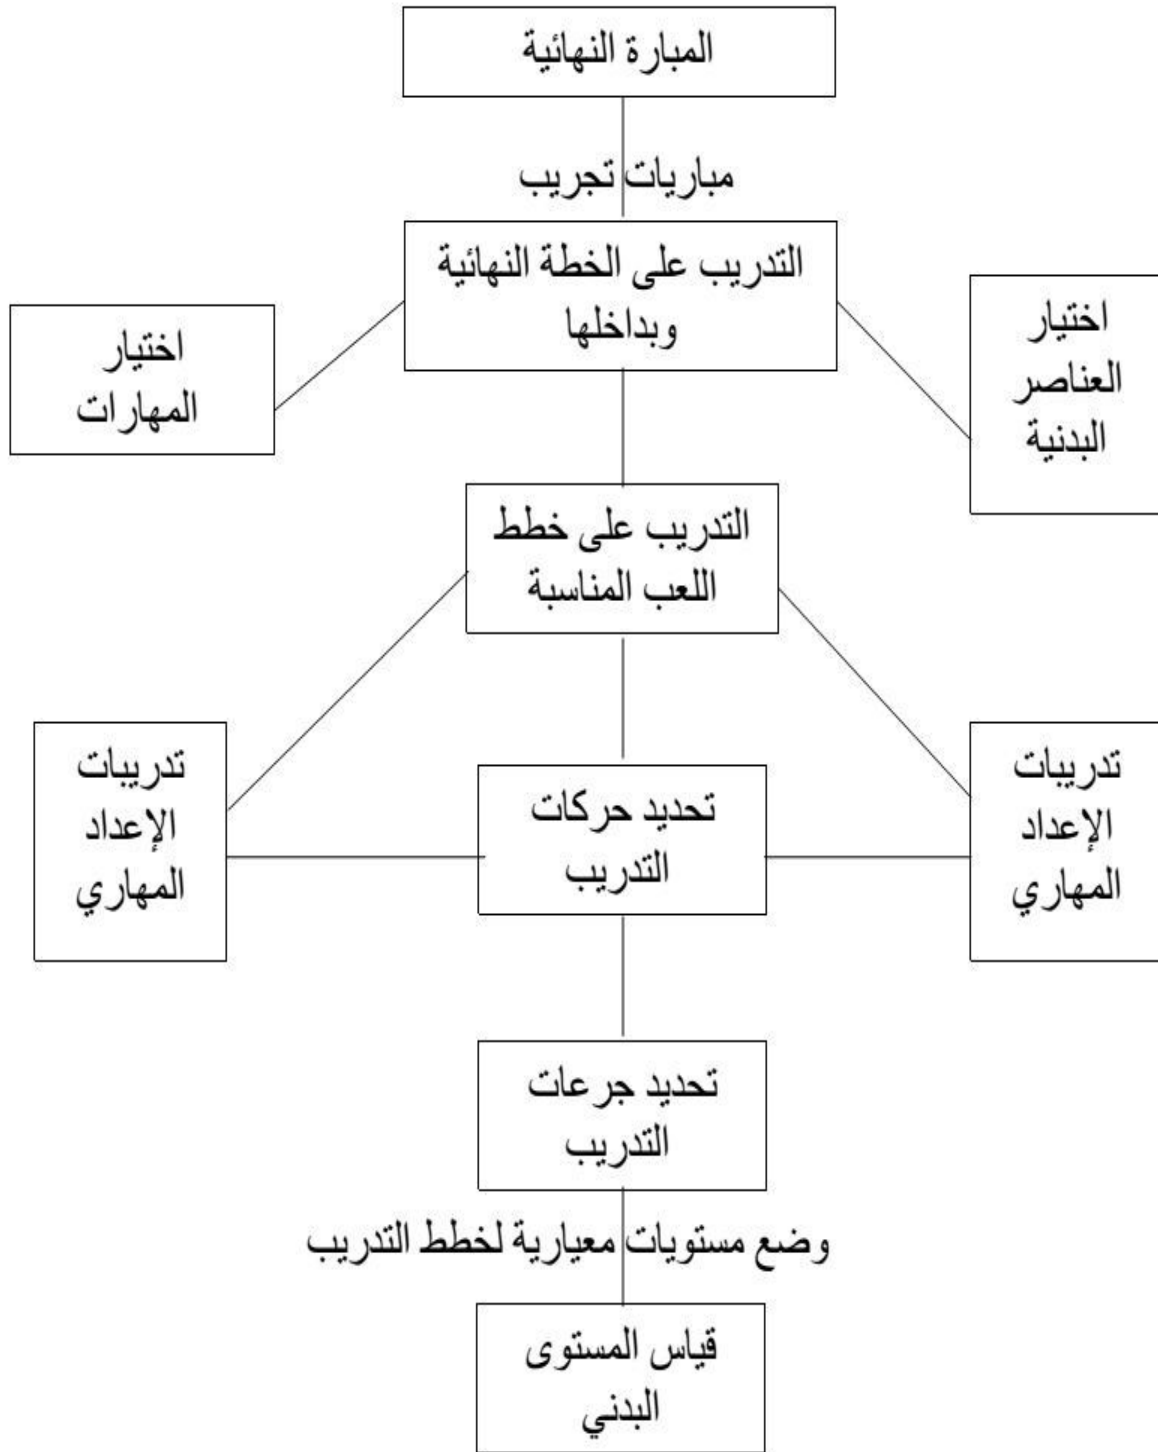 المبارة النهائية
مباريات تجريب
التدريب على الخطة النهائية
وبداخلها
اختيار
العناصر
البدنية
اختيار
المهارات
التدريب على خطط
اللعب المناسبة
تدريبات
الإعداد
المهاري
تحديد حركات
التدريب
تدريبات
الإعداد
المهاري
تحديد جرعات
التدريب
وضع مستويات معيارية لخطط التدريب
قياس المستوى
البدني